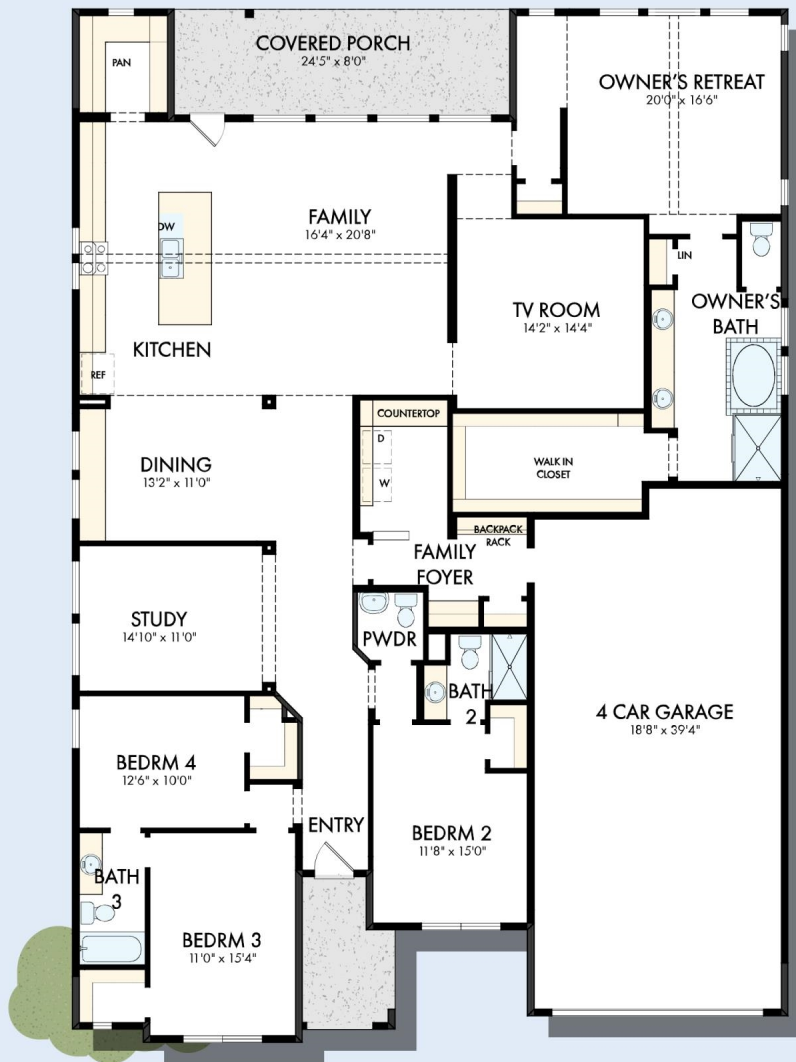 PAN
COVERED PORCH
24'5" x 8'0"
OWNER'S RETREAT
20'0" x 16'6"
FAMILY
16'4" x 20'8"
DW
LIN
TV ROOM
14'2" x 14'4"
OWNER'S
BATH
KITCHEN
REF
COUNTERTOP
D
W
DINING
13'2" x 11'0"
WALK IN
CLOSET
BACKPACK
RACK
FAMILY
FOYER
STUDY
14'10" x 11'0"
PWDR
BATH
2
4 CAR GARAGE
18'8" x 39'4"
BEDRM 4
12'6" x 10'0"
ENTRY
BEDRM 2
11'8" x 15'0"
BATH
3
BEDRM 3
11'0" x 15'4"